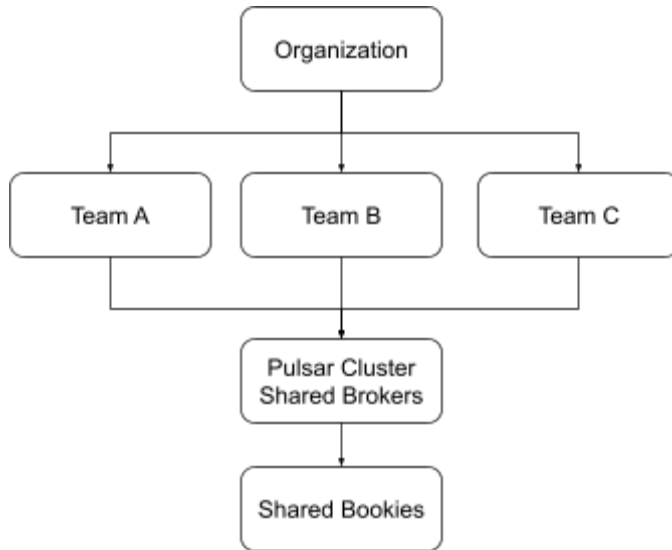 Organization
Team A
Team B
Team C
Pulsar Cluster
Shared Brokers
Shared Bookies